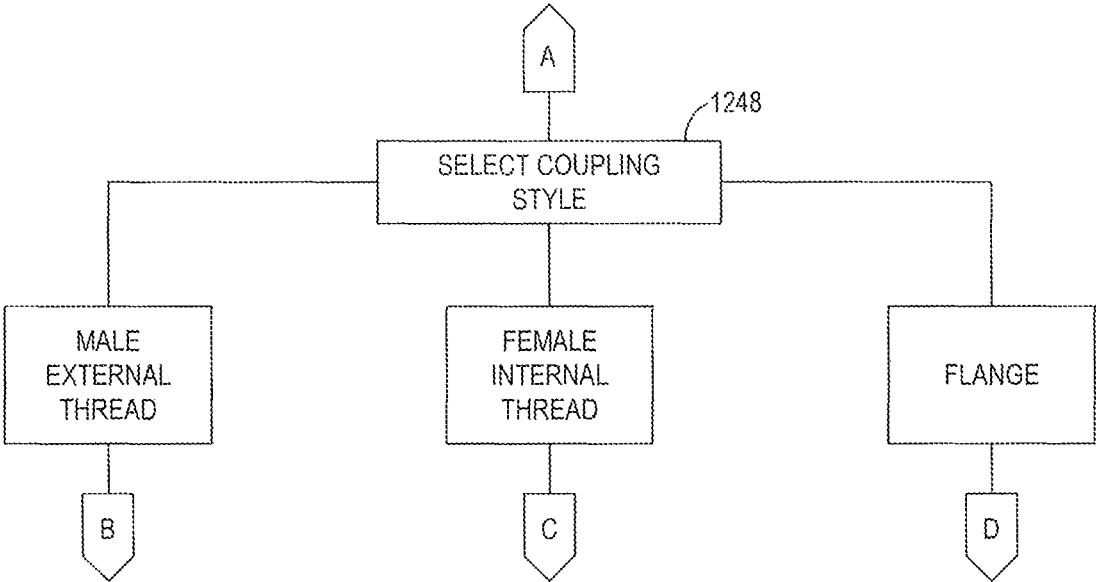 A
1248
SELECT COUPLING
STYLE
MALE
EXTERNAL
THREAD
FEMALE
INTERNAL
THREAD
FLANGE
B
C
D